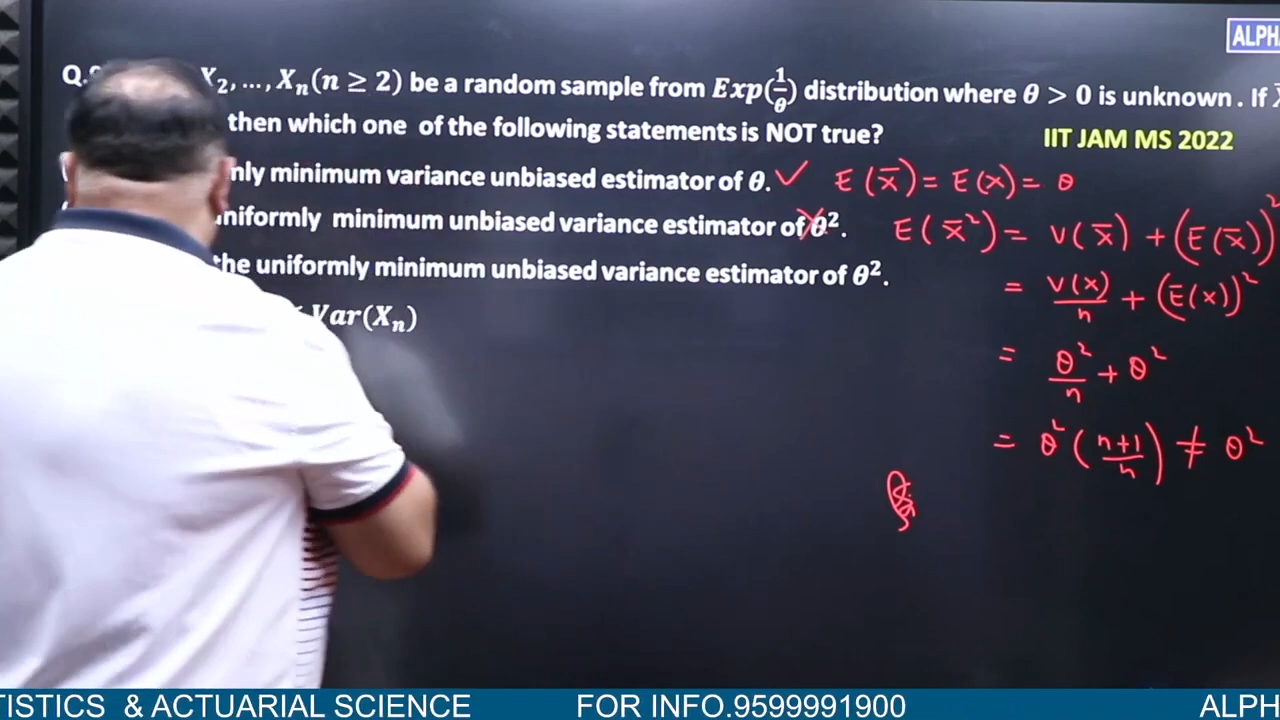 ALPH
Q. X₂, ..., Xₙ(n ≥ 2) be a random sample from Exp(1/θ) distribution where θ > 0 is unknown . If
then which one of the following statements is NOT true?
IIT JAM MS 2022
minimum variance unbiased estimator of θ. ✓
E(x̄) = E(x) = θ
minimum unbiased variance estimator of θ².
E(x̄²) = V(x̄) + (E(x̄))²
the uniformly minimum unbiased variance estimator of θ².
= V(x)/n + (E(x))²
Var(Xₙ)
= θ²/n + θ²
= θ²((n+1)/n) ≠ θ²
& ACTUARIAL SCIENCE
FOR INFO.9599991900
ALPH